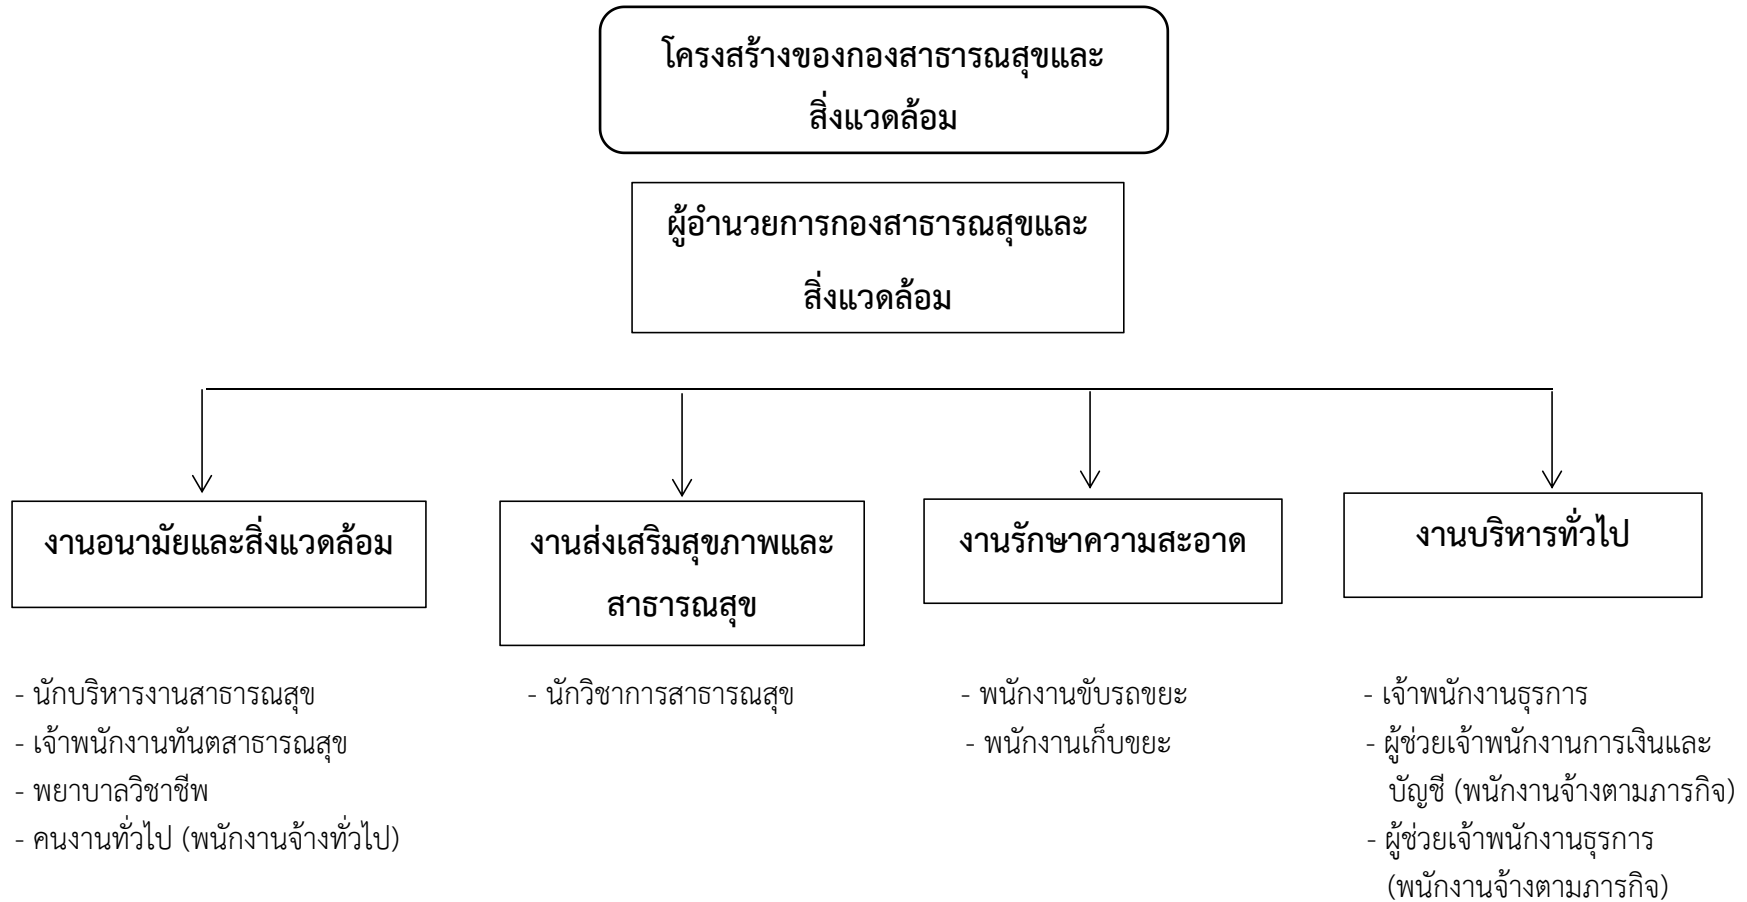 โครงสร้างของกองสาธารณสุขและ
สิ่งแวดล้อม
ผู้อำนวยการกองสาธารณสุขและ
สิ่งแวดล้อม
งานอนามัยและสิ่งแวดล้อม
- นักบริหารงานสาธารณสุข
- เจ้าพนักงานทันตสาธารณสุข
- พยาบาลวิชาชีพ
- คนงานทั่วไป (พนักงานจ้างทั่วไป)
งานส่งเสริมสุขภาพและ
สาธารณสุข
- นักวิชาการสาธารณสุข
งานรักษาความสะอาด
- พนักงานขับรถขยะ
- พนักงานเก็บขยะ
งานบริหารทั่วไป
- เจ้าพนักงานธุรการ
- ผู้ช่วยเจ้าพนักงานการเงินและ
บัญชี (พนักงานจ้างตามภารกิจ)
- ผู้ช่วยเจ้าพนักงานธุรการ
(พนักงานจ้างตามภารกิจ)